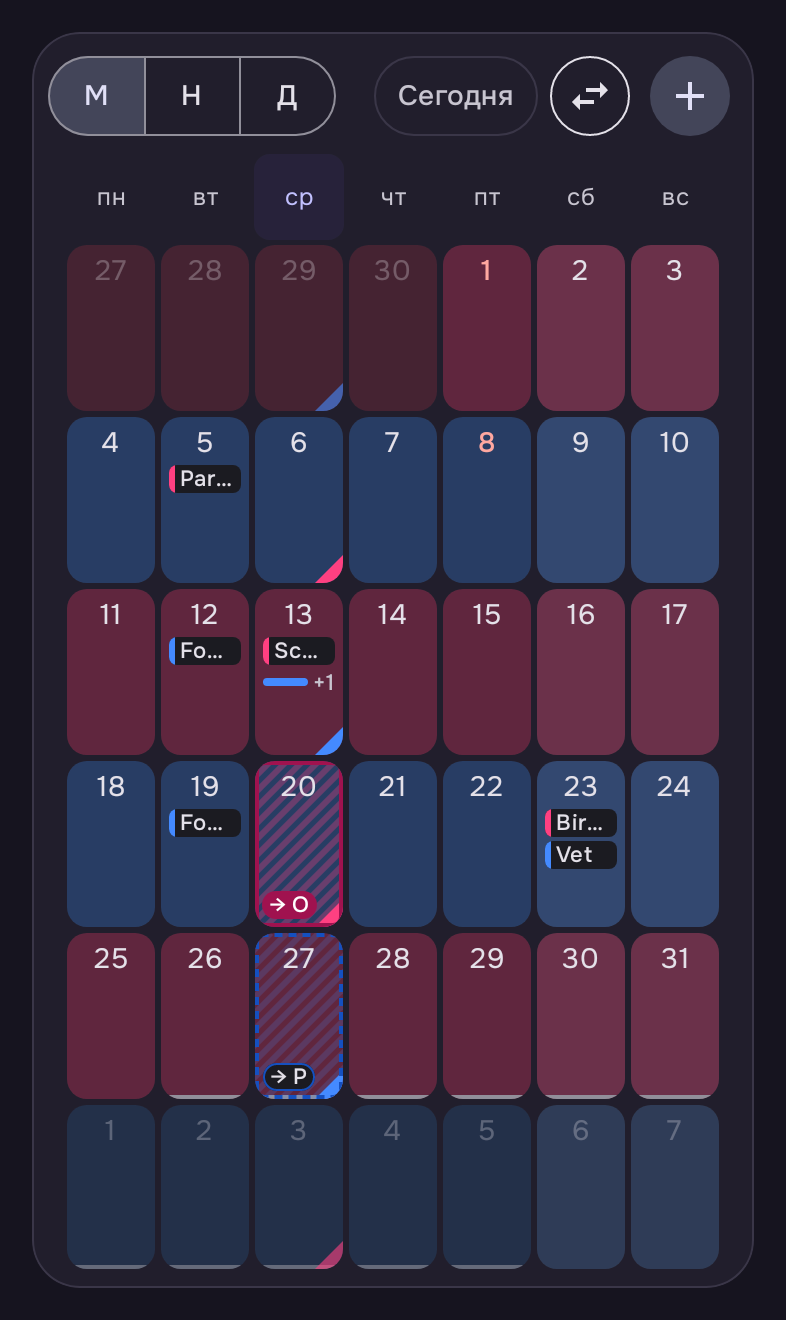 М Н Д Сегодня
пн вт ср чт пт сб вс
27 28 29 30 1 2 3
4 5 6 7 8 9 10
Par...
11 12 13 14 15 16 17
Fo... Sc...
+1
18 19 20 21 22 23 24
Fo... Bir...
Vet
→ O
25 26 27 28 29 30 31
→ P
1 2 3 4 5 6 7